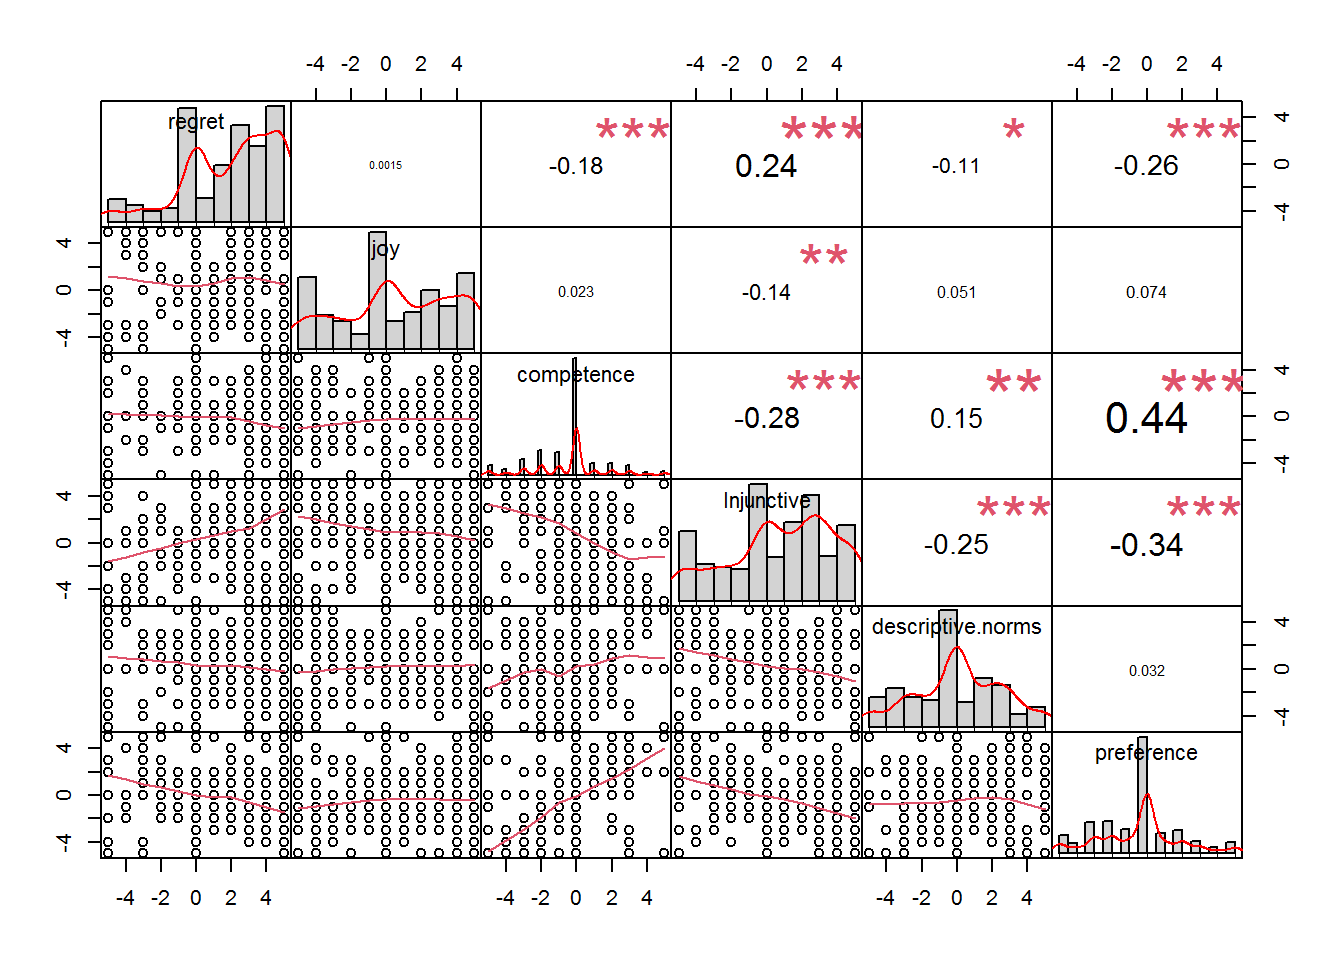 -4 -2 0 2 4 -4 -2 0 2 4 -4 -2 0 2 4
regret 0.0015 *** -0.18 *** 0.24 * -0.11 *** -0.26 -4 0 4
-4 0 4 joy 0.023 ** -0.14 0.051 0.074
competence *** -0.28 ** 0.15 *** 0.44 -4 0 4
-4 0 4 Injunctive *** -0.25 *** -0.34
descriptive.norms 0.032 -4 0 4
-4 0 4 preference
-4 -2 0 2 4 -4 -2 0 2 4 -4 -2 0 2 4